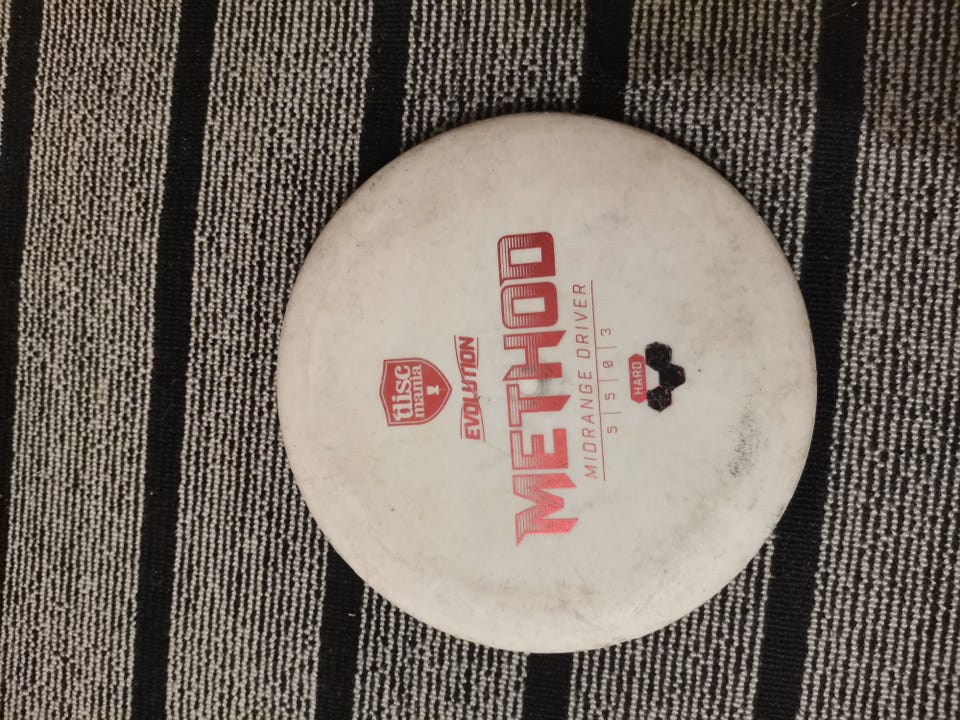 disc
mania
EVOLUTION
METHOD
MIDRANGE DRIVER
5 | 5 | 0 | 3
HARD